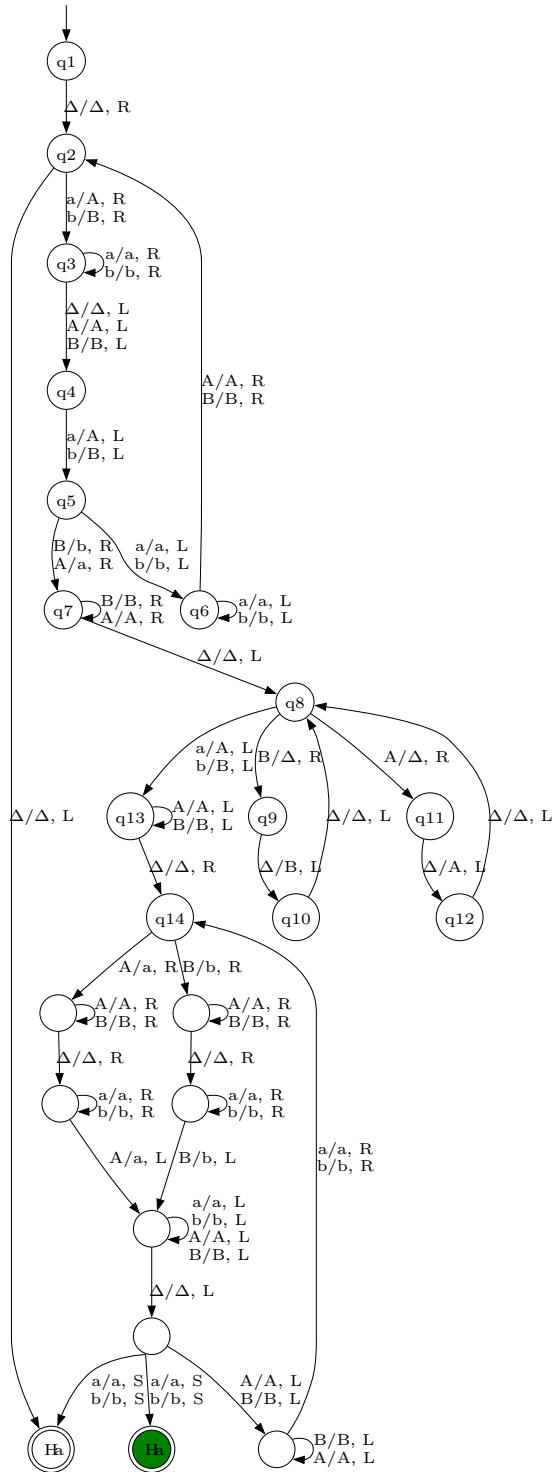 q1
Δ/Δ, R
q2
a/A, R
b/B, R
q3
a/a, R
b/b, R
Δ/Δ, L
A/A, L
B/B, L
q4
A/A, R
B/B, R
a/A, L
b/B, L
q5
B/b, R
A/a, R
a/a, L
b/b, L
q7
B/B, R
A/A, R
q6
a/a, L
b/b, L
Δ/Δ, L
q8
a/A, L
b/B, L
B/Δ, R
A/Δ, R
q13
A/A, L
B/B, L
q9
Δ/Δ, L
q11
Δ/Δ, L
Δ/Δ, L
Δ/Δ, R
Δ/B, L
Δ/A, L
q14
q10
q12
A/a, R
B/b, R
A/A, R
B/B, R
A/A, R
B/B, R
Δ/Δ, R
Δ/Δ, R
a/a, R
b/b, R
a/a, R
b/b, R
A/a, L
B/b, L
a/a, R
b/b, R
a/a, L
b/b, L
A/A, L
B/B, L
Δ/Δ, L
a/a, S
b/b, S
a/a, S
b/b, S
A/A, L
B/B, L
Ha
Ha
B/B, L
A/A, L